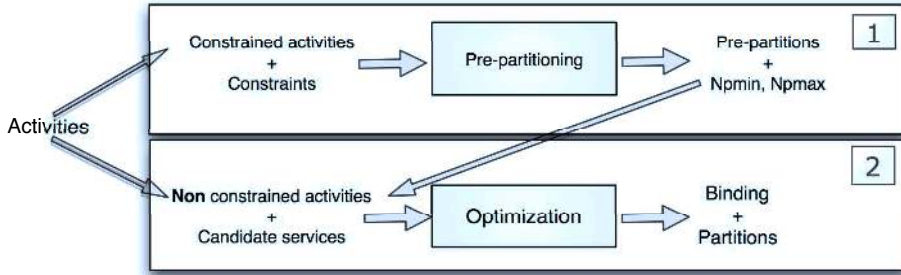 Constrained activities
+
Constraints
Pre-partitioning
Pre-partitions
+
Npmin, Npmax
1
Activities
Non constrained activities
+
Candidate services
Optimization
Binding
+
Partitions
2